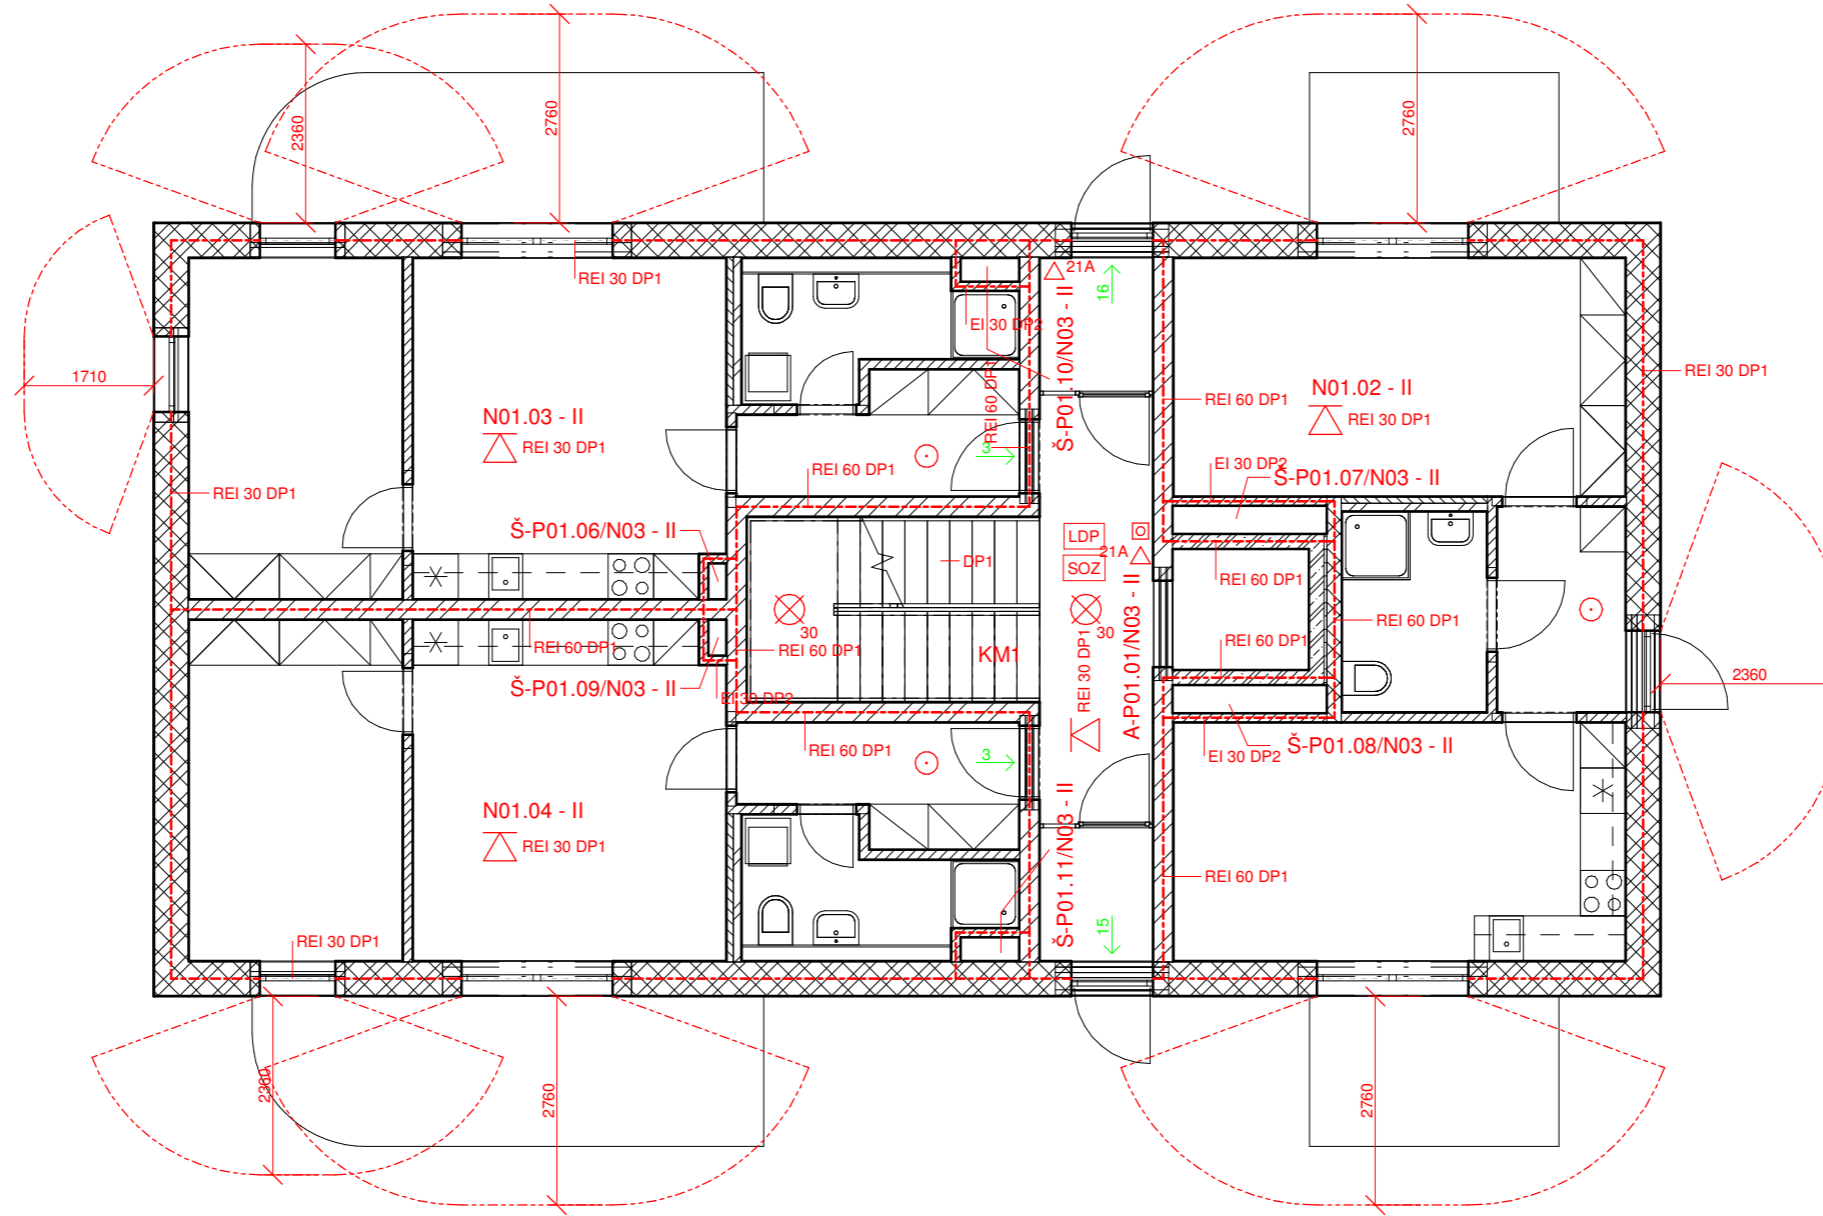 2360
2760
2760
1710
REI 30 DP1
21A
16
EI 30 DP2
Š-P01.10/N03 - II
REI 60 DP1
N01.03 - II
REI 30 DP1
REI 60 DP1
N01.02 - II
REI 30 DP1
REI 30 DP1
3
REI 60 DP1
EI 30 DP2
Š-P01.07/N03 - II
REI 30 DP1
Š-P01.06/N03 - II
LDP
21A
SOZ
DP1
REI 60 DP1
30
30
REI 60 DP1
REI 60 DP1
REI 60 DP1
KM1
REI 60 DP1
REI 30 DP1
A-P01.01/N03 - II
Š-P01.09/N03 - II
EI 30 DP2
2360
REI 60 DP1
3
EI 30 DP2
Š-P01.08/N03 - II
N01.04 - II
REI 30 DP1
Š-P01.11/N03 - II
REI 60 DP1
15
REI 30 DP1
2360
2760
2760